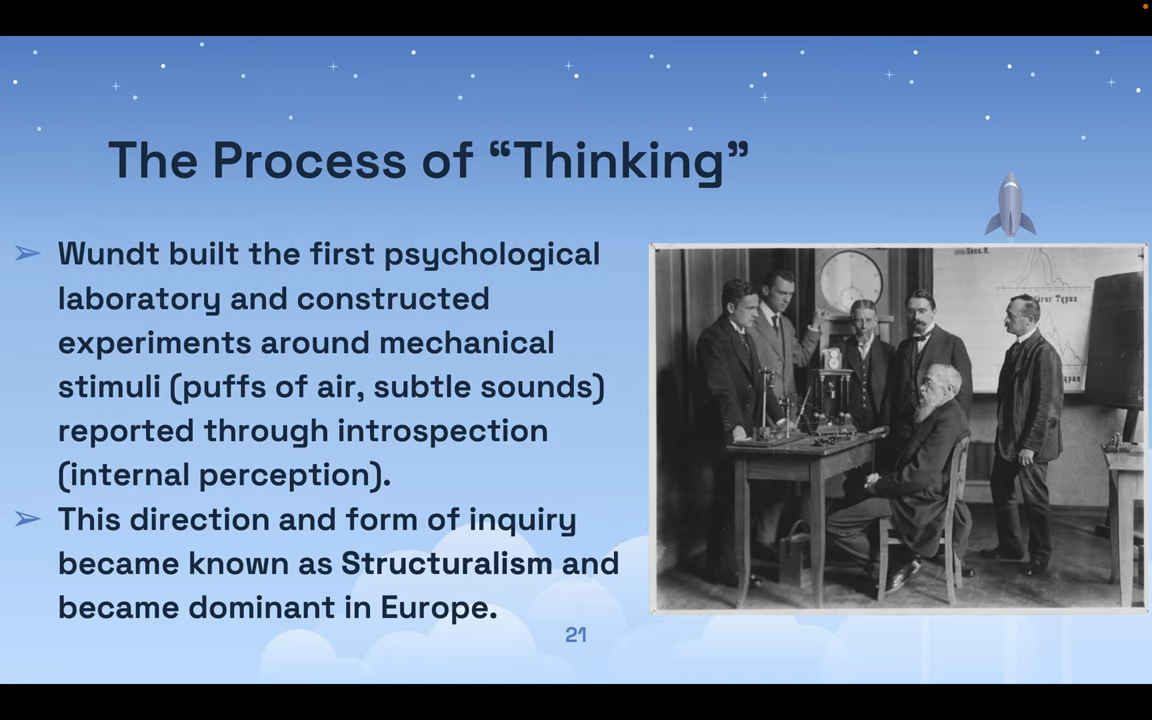 The Process of “Thinking”
➢ Wundt built the first psychological
laboratory and constructed
experiments around mechanical
stimuli (puffs of air, subtle sounds)
reported through introspection
(internal perception).
➢ This direction and form of inquiry
became known as Structuralism and
became dominant in Europe.
21